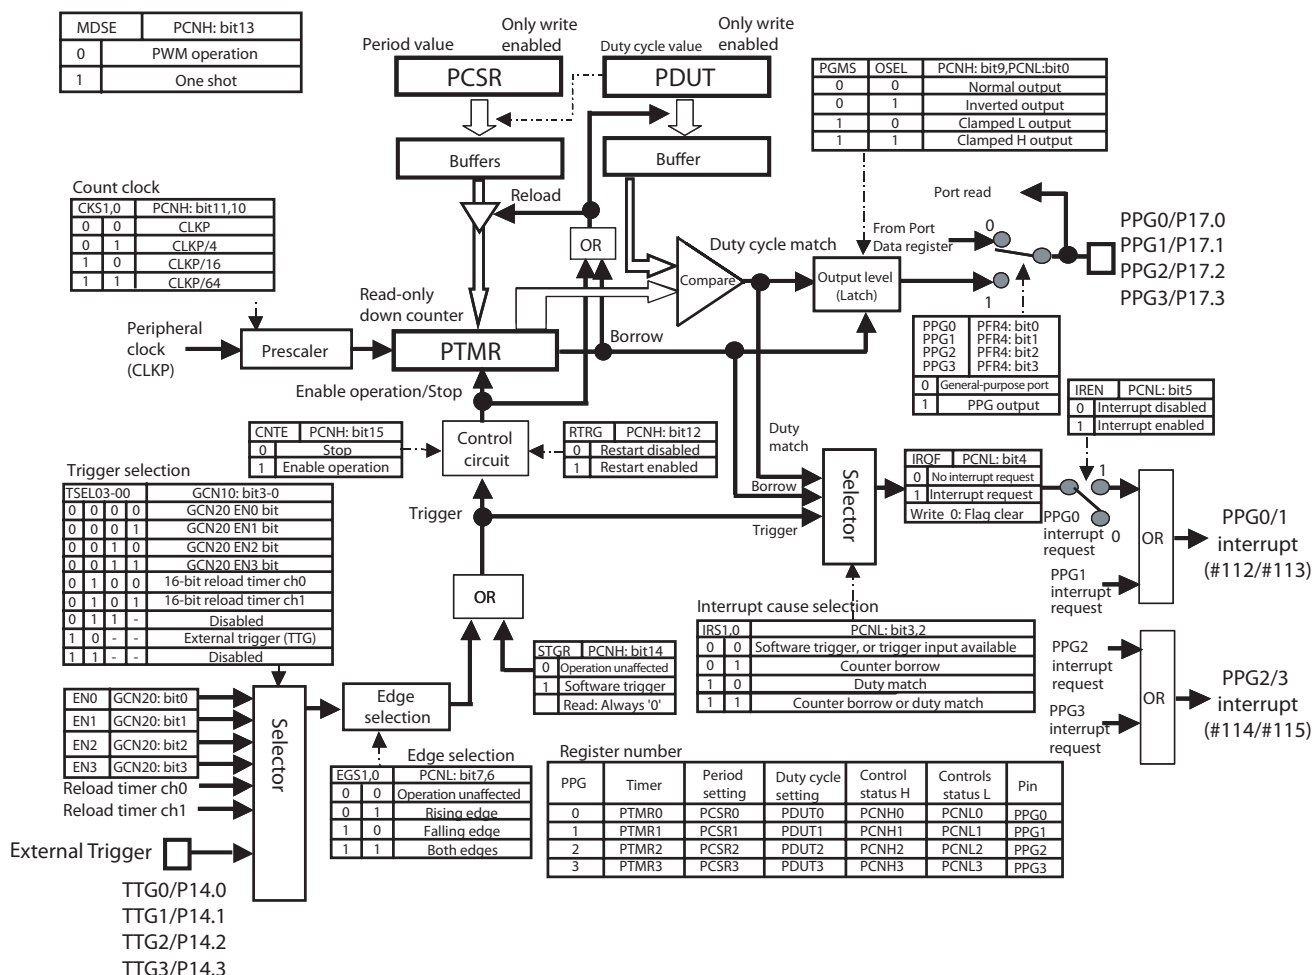 MDSE PCNH: bit13
0 PWM operation
1 One shot
Period value
Only write enabled
PCSR
Duty cycle value
Only write enabled
PDUT
Buffers
Buffer
Reload
OR
PGMS OSEL PCNH: bit9,PCNL:bit0
0 0 Normal output
0 1 Inverted output
1 0 Clamped L output
1 1 Clamped H output
Count clock
CKS1,0 PCNH: bit11,10
0 0 CLKP
0 1 CLKP/4
1 0 CLKP/16
1 1 CLKP/64
Port read
From Port
Data register
0
1
PPG0/P17.0
PPG1/P17.1
PPG2/P17.2
PPG3/P17.3
Duty cycle match
Compare
Output level
(Latch)
Read-only
down counter
Peripheral
clock
(CLKP)
Prescaler
PTMR
Borrow
PPG0 PFR4: bit0
PPG1 PFR4: bit1
PPG2 PFR4: bit2
PPG3 PFR4: bit3
0 General-purpose port
1 PPG output
Enable operation/Stop
CNTE PCNH: bit15
0 Stop
1 Enable operation
Control
circuit
RTRG PCNH: bit12
0 Restart disabled
1 Restart enabled
IREN PCNL: bit5
0 Interrupt disabled
1 Interrupt enabled
Trigger selection
TSEL03-00 GCN10: bit3-0
0 0 0 0 GCN20 EN0 bit
0 0 0 1 GCN20 EN1 bit
0 0 1 0 GCN20 EN2 bit
0 0 1 1 GCN20 EN3 bit
0 1 0 0 16-bit reload timer ch0
0 1 0 1 16-bit reload timer ch1
0 1 1 - Disabled
1 0 - - External trigger (TTG)
1 1 - - Disabled
Trigger
Duty
match
Borrow
Trigger
Selector
IRQF PCNL: bit4
0 No interrupt request
1 Interrupt request
Write 0: Flag clear
1
0
PPG0
interrupt
request
PPG1
interrupt
request
OR
PPG0/1
interrupt
(#112/#113)
OR
STGR PCNH: bit14
0 Operation unaffected
1 Software trigger
Read: Always '0'
Interrupt cause selection
IRS1,0 PCNL: bit3,2
0 0 Software trigger, or trigger input available
0 1 Counter borrow
1 0 Duty match
1 1 Counter borrow or duty match
PPG2
interrupt
request
PPG3
interrupt
request
OR
PPG2/3
interrupt
(#114/#115)
EN0 GCN20: bit0
EN1 GCN20: bit1
EN2 GCN20: bit2
EN3 GCN20: bit3
Reload timer ch0
Reload timer ch1
Selector
Edge
selection
Edge selection
EGS1,0 PCNL: bit7,6
0 0 Operation unaffected
0 1 Rising edge
1 0 Falling edge
1 1 Both edges
External Trigger
TTG0/P14.0
TTG1/P14.1
TTG2/P14.2
TTG3/P14.3
Register number
PPG Timer Period setting Duty cycle setting Control status H Controls status L Pin
0 PTMR0 PCSR0 PDUT0 PCNH0 PCNL0 PPG0
1 PTMR1 PCSR1 PDUT1 PCNH1 PCNL1 PPG1
2 PTMR2 PCSR2 PDUT2 PCNH2 PCNL2 PPG2
3 PTMR3 PCSR3 PDUT3 PCNH3 PCNL3 PPG3